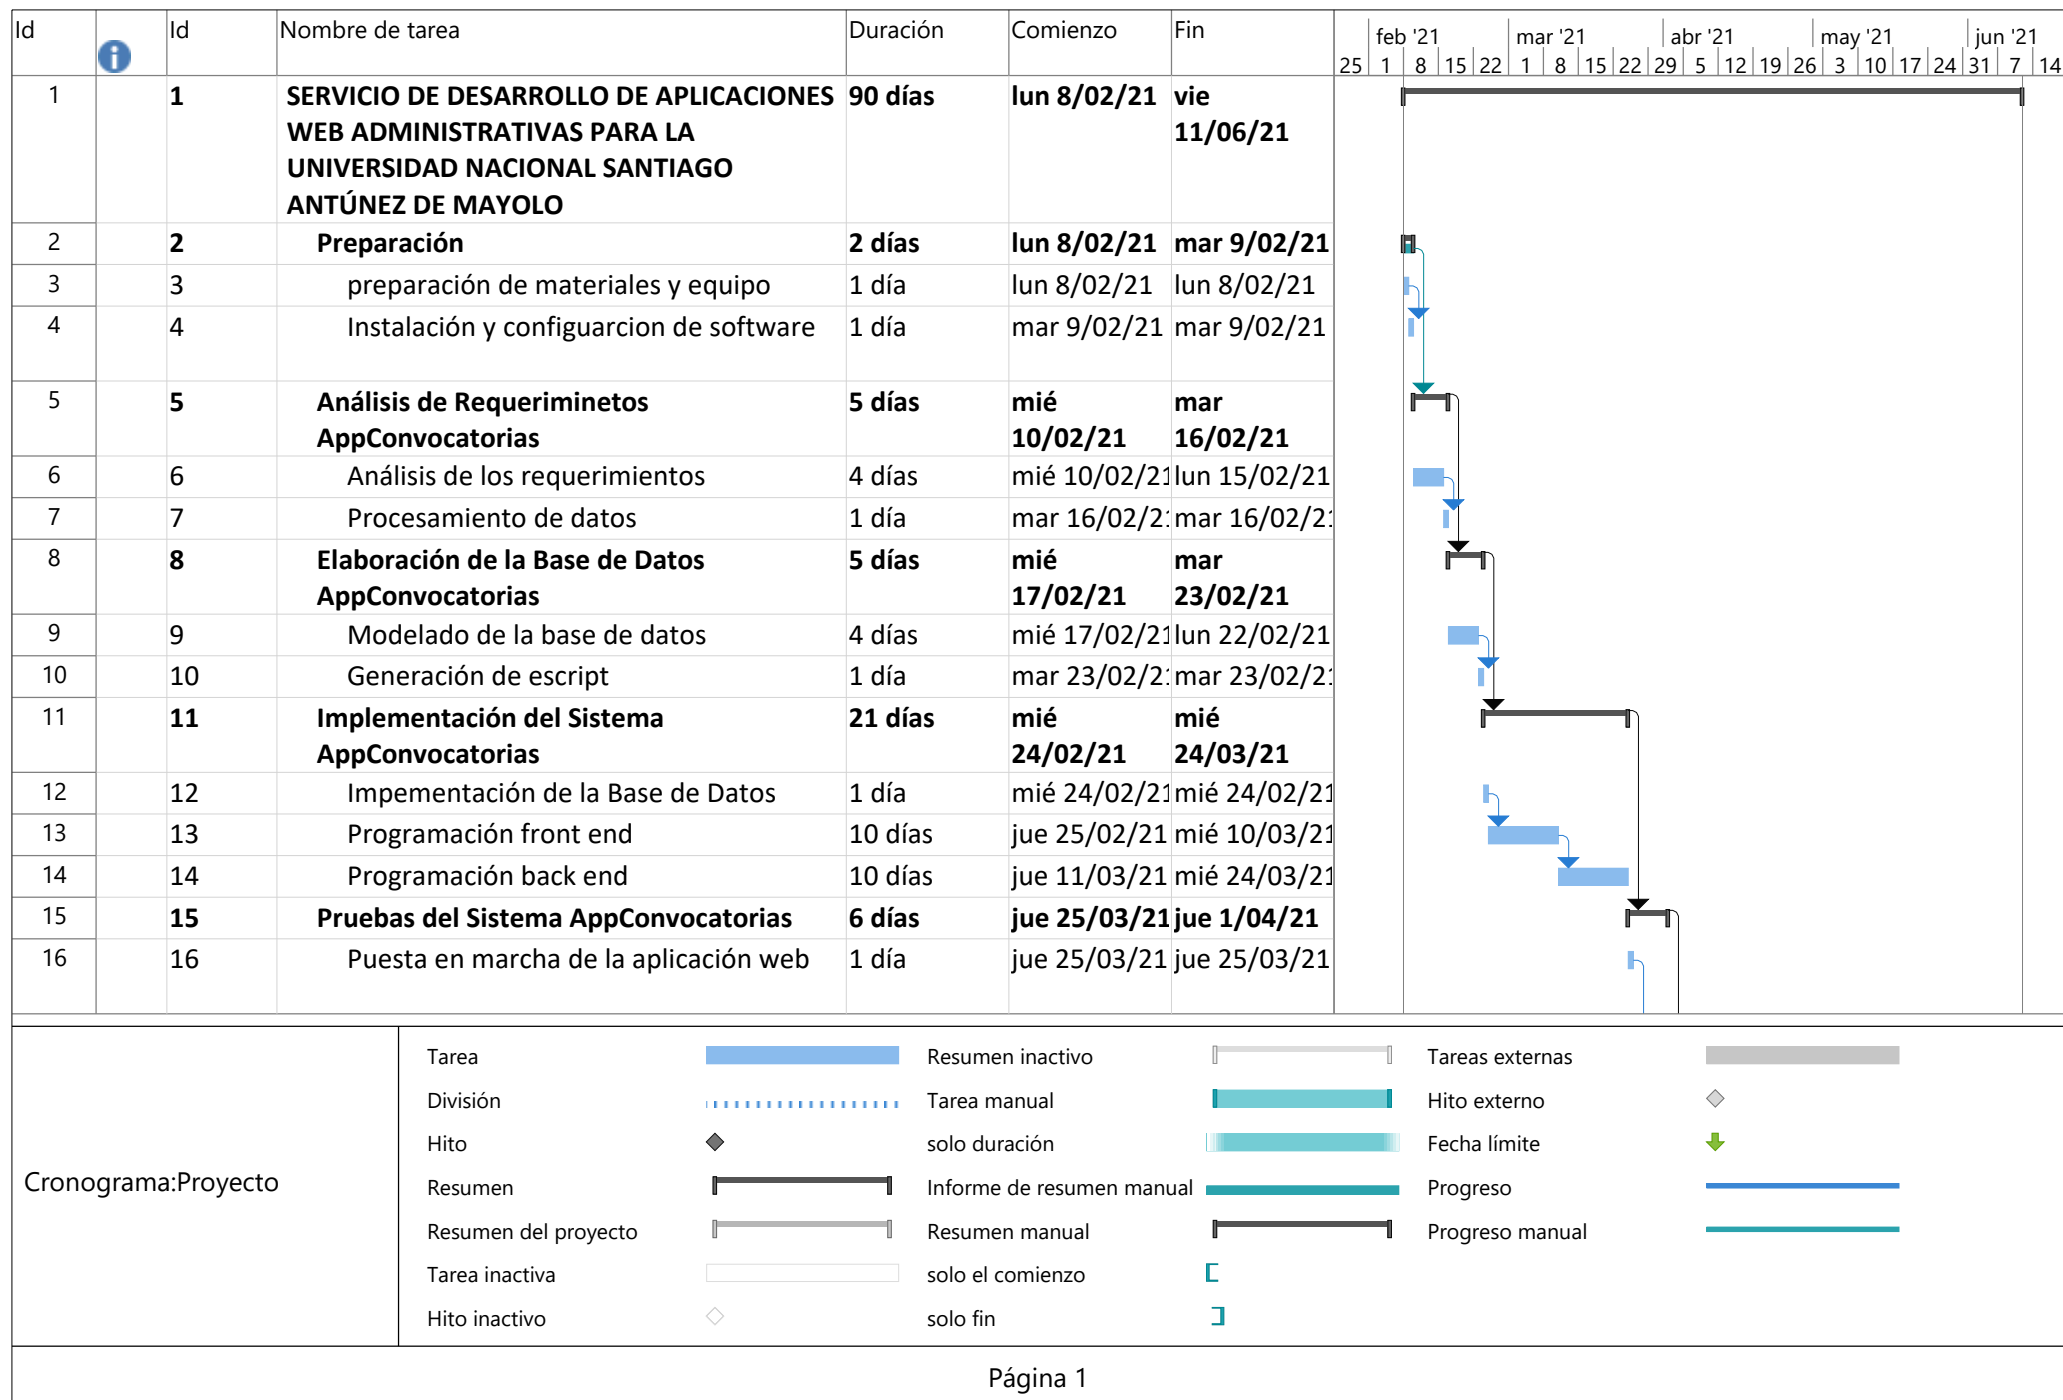 Id Id Nombre de tarea Duración Comienzo Fin
feb '21 mar '21 abr '21 may '21 jun '21
25 1 8 15 22 1 8 15 22 29 5 12 19 26 3 10 17 24 31 7 14
1 1 SERVICIO DE DESARROLLO DE APLICACIONES 90 días lun 8/02/21 vie
WEB ADMINISTRATIVAS PARA LA 11/06/21
UNIVERSIDAD NACIONAL SANTIAGO
ANTÚNEZ DE MAYOLO
2 2 Preparación 2 días lun 8/02/21 mar 9/02/21
3 3 preparación de materiales y equipo 1 día lun 8/02/21 lun 8/02/21
4 4 Instalación y configuarcion de software 1 día mar 9/02/21 mar 9/02/21
5 5 Análisis de Requeriminetos 5 días mié mar
AppConvocatorias 10/02/21 16/02/21
6 6 Análisis de los requerimientos 4 días mié 10/02/21 lun 15/02/21
7 7 Procesamiento de datos 1 día mar 16/02/21 mar 16/02/21
8 8 Elaboración de la Base de Datos 5 días mié mar
AppConvocatorias 17/02/21 23/02/21
9 9 Modelado de la base de datos 4 días mié 17/02/21 lun 22/02/21
10 10 Generación de escript 1 día mar 23/02/21 mar 23/02/21
11 11 Implementación del Sistema 21 días mié mié
AppConvocatorias 24/02/21 24/03/21
12 12 Impementación de la Base de Datos 1 día mié 24/02/21 mié 24/02/21
13 13 Programación front end 10 días jue 25/02/21 mié 10/03/21
14 14 Programación back end 10 días jue 11/03/21 mié 24/03/21
15 15 Pruebas del Sistema AppConvocatorias 6 días jue 25/03/21 jue 1/04/21
16 16 Puesta en marcha de la aplicación web 1 día jue 25/03/21 jue 25/03/21
Cronograma:Proyecto
Tarea Resumen inactivo Tareas externas
División Tarea manual Hito externo
Hito solo duración Fecha límite
Resumen Informe de resumen manual Progreso
Resumen del proyecto Resumen manual Progreso manual
Tarea inactiva solo el comienzo
Hito inactivo solo fin
Página 1